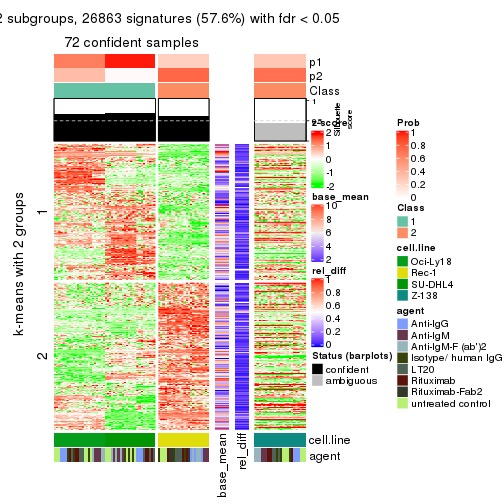 2 subgroups, 26863 signatures (57.6%) with fdr < 0.05
72 confident samples
p1
p2
Class
1
0.5
Silhouette
score
k-means with 2 groups
1
2
cell.line
agent
base_mean
rel_diff
z-score
2
1
0
-1
-2
base_mean
10
8
6
4
2
rel_diff
1
0.8
0.6
0.4
0.2
0
Status (barplots)
confident
ambiguous
Prob
1
0.8
0.6
0.4
0.2
0
Class
1
2
cell.line
Oci-Ly18
Rec-1
SU-DHL4
Z-138
agent
Anti-IgG
Anti-IgM
Anti-IgM-F (ab')2
Isotype/ human IgG
LT20
Rituximab
Rituximab-Fab2
untreated control